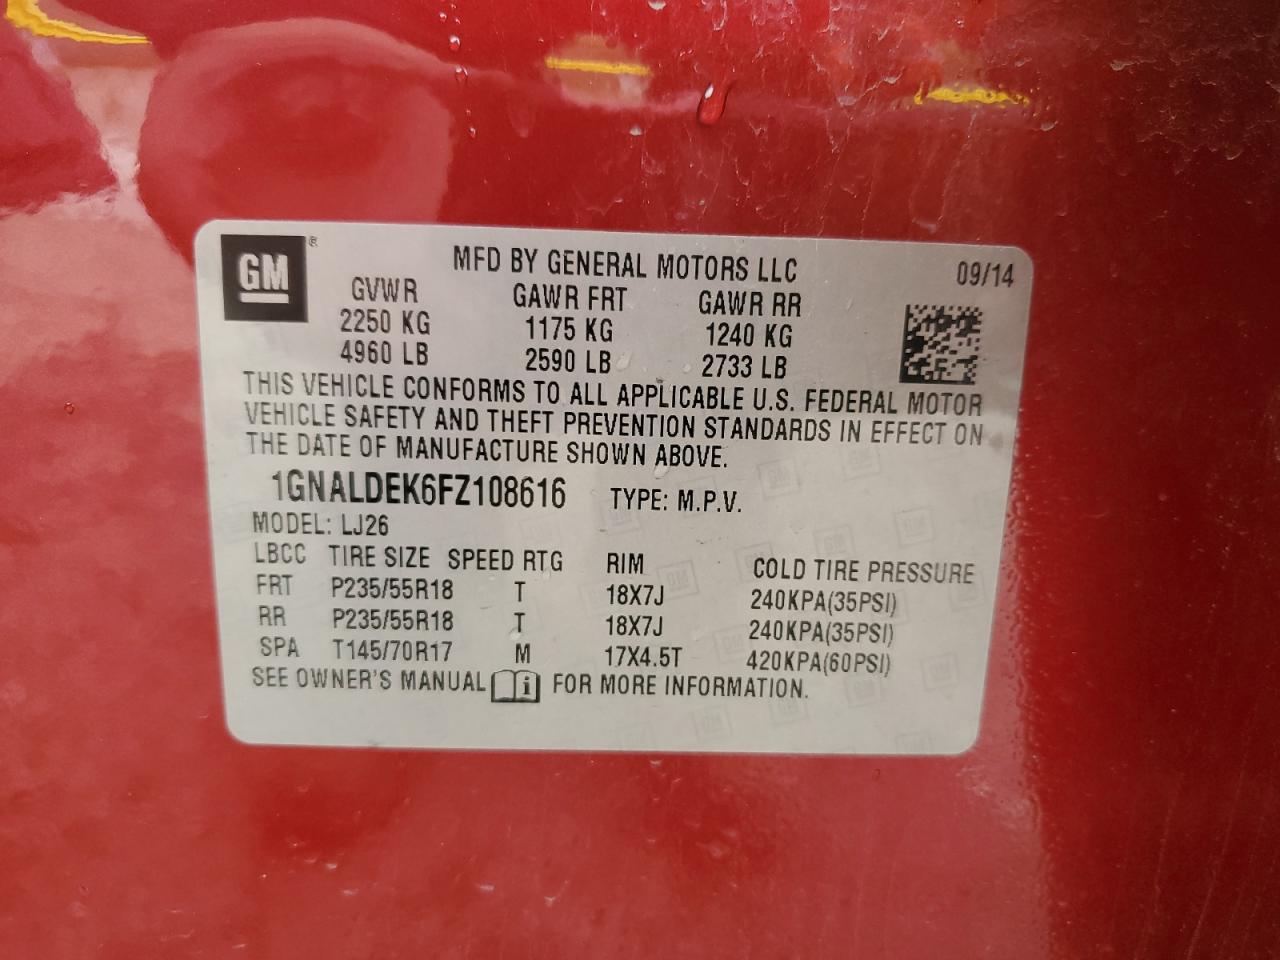 GM®
MFD BY GENERAL MOTORS LLC 09/14
GVWR GAWR FRT GAWR RR
2250 KG 1175 KG 1240 KG
4960 LB 2590 LB 2733 LB
THIS VEHICLE CONFORMS TO ALL APPLICABLE U.S. FEDERAL MOTOR
VEHICLE SAFETY AND THEFT PREVENTION STANDARDS IN EFFECT ON
THE DATE OF MANUFACTURE SHOWN ABOVE.
1GNALDEK6FZ108616 TYPE: M.P.V.
MODEL: LJ26
LBCC TIRE SIZE SPEED RTG RIM COLD TIRE PRESSURE
FRT P235/55R18 T 18X7J 240KPA(35PSI)
RR P235/55R18 T 18X7J 240KPA(35PSI)
SPA T145/70R17 M 17X4.5T 420KPA(60PSI)
SEE OWNER'S MANUAL i FOR MORE INFORMATION.